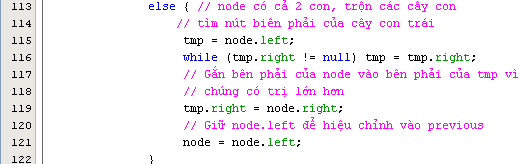 113 else { // node có cả 2 con, trộn các cây con
114 // tìm nút biên phải của cây con trái
115 tmp = node.left;
116 while (tmp.right != null) tmp = tmp.right;
117 // Gắn bên phải của node vào bên phải của tmp vì
118 // chúng có trị lớn hơn
119 tmp.right = node.right;
120 // Giữ node.left để hiệu chỉnh vào previous
121 node = node.left;
122 }